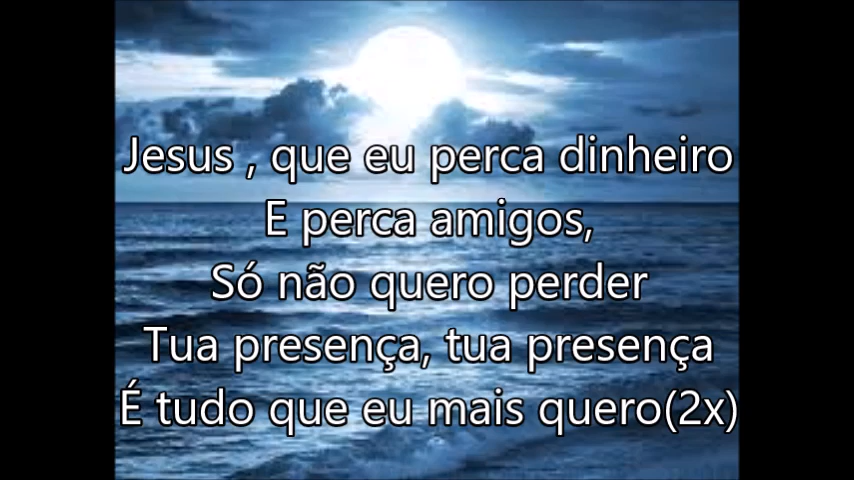 Jesus , que eu perca dinheiro
E perca amigos,
Só não quero perder
Tua presença, tua presença
É tudo que eu mais quero(2x)